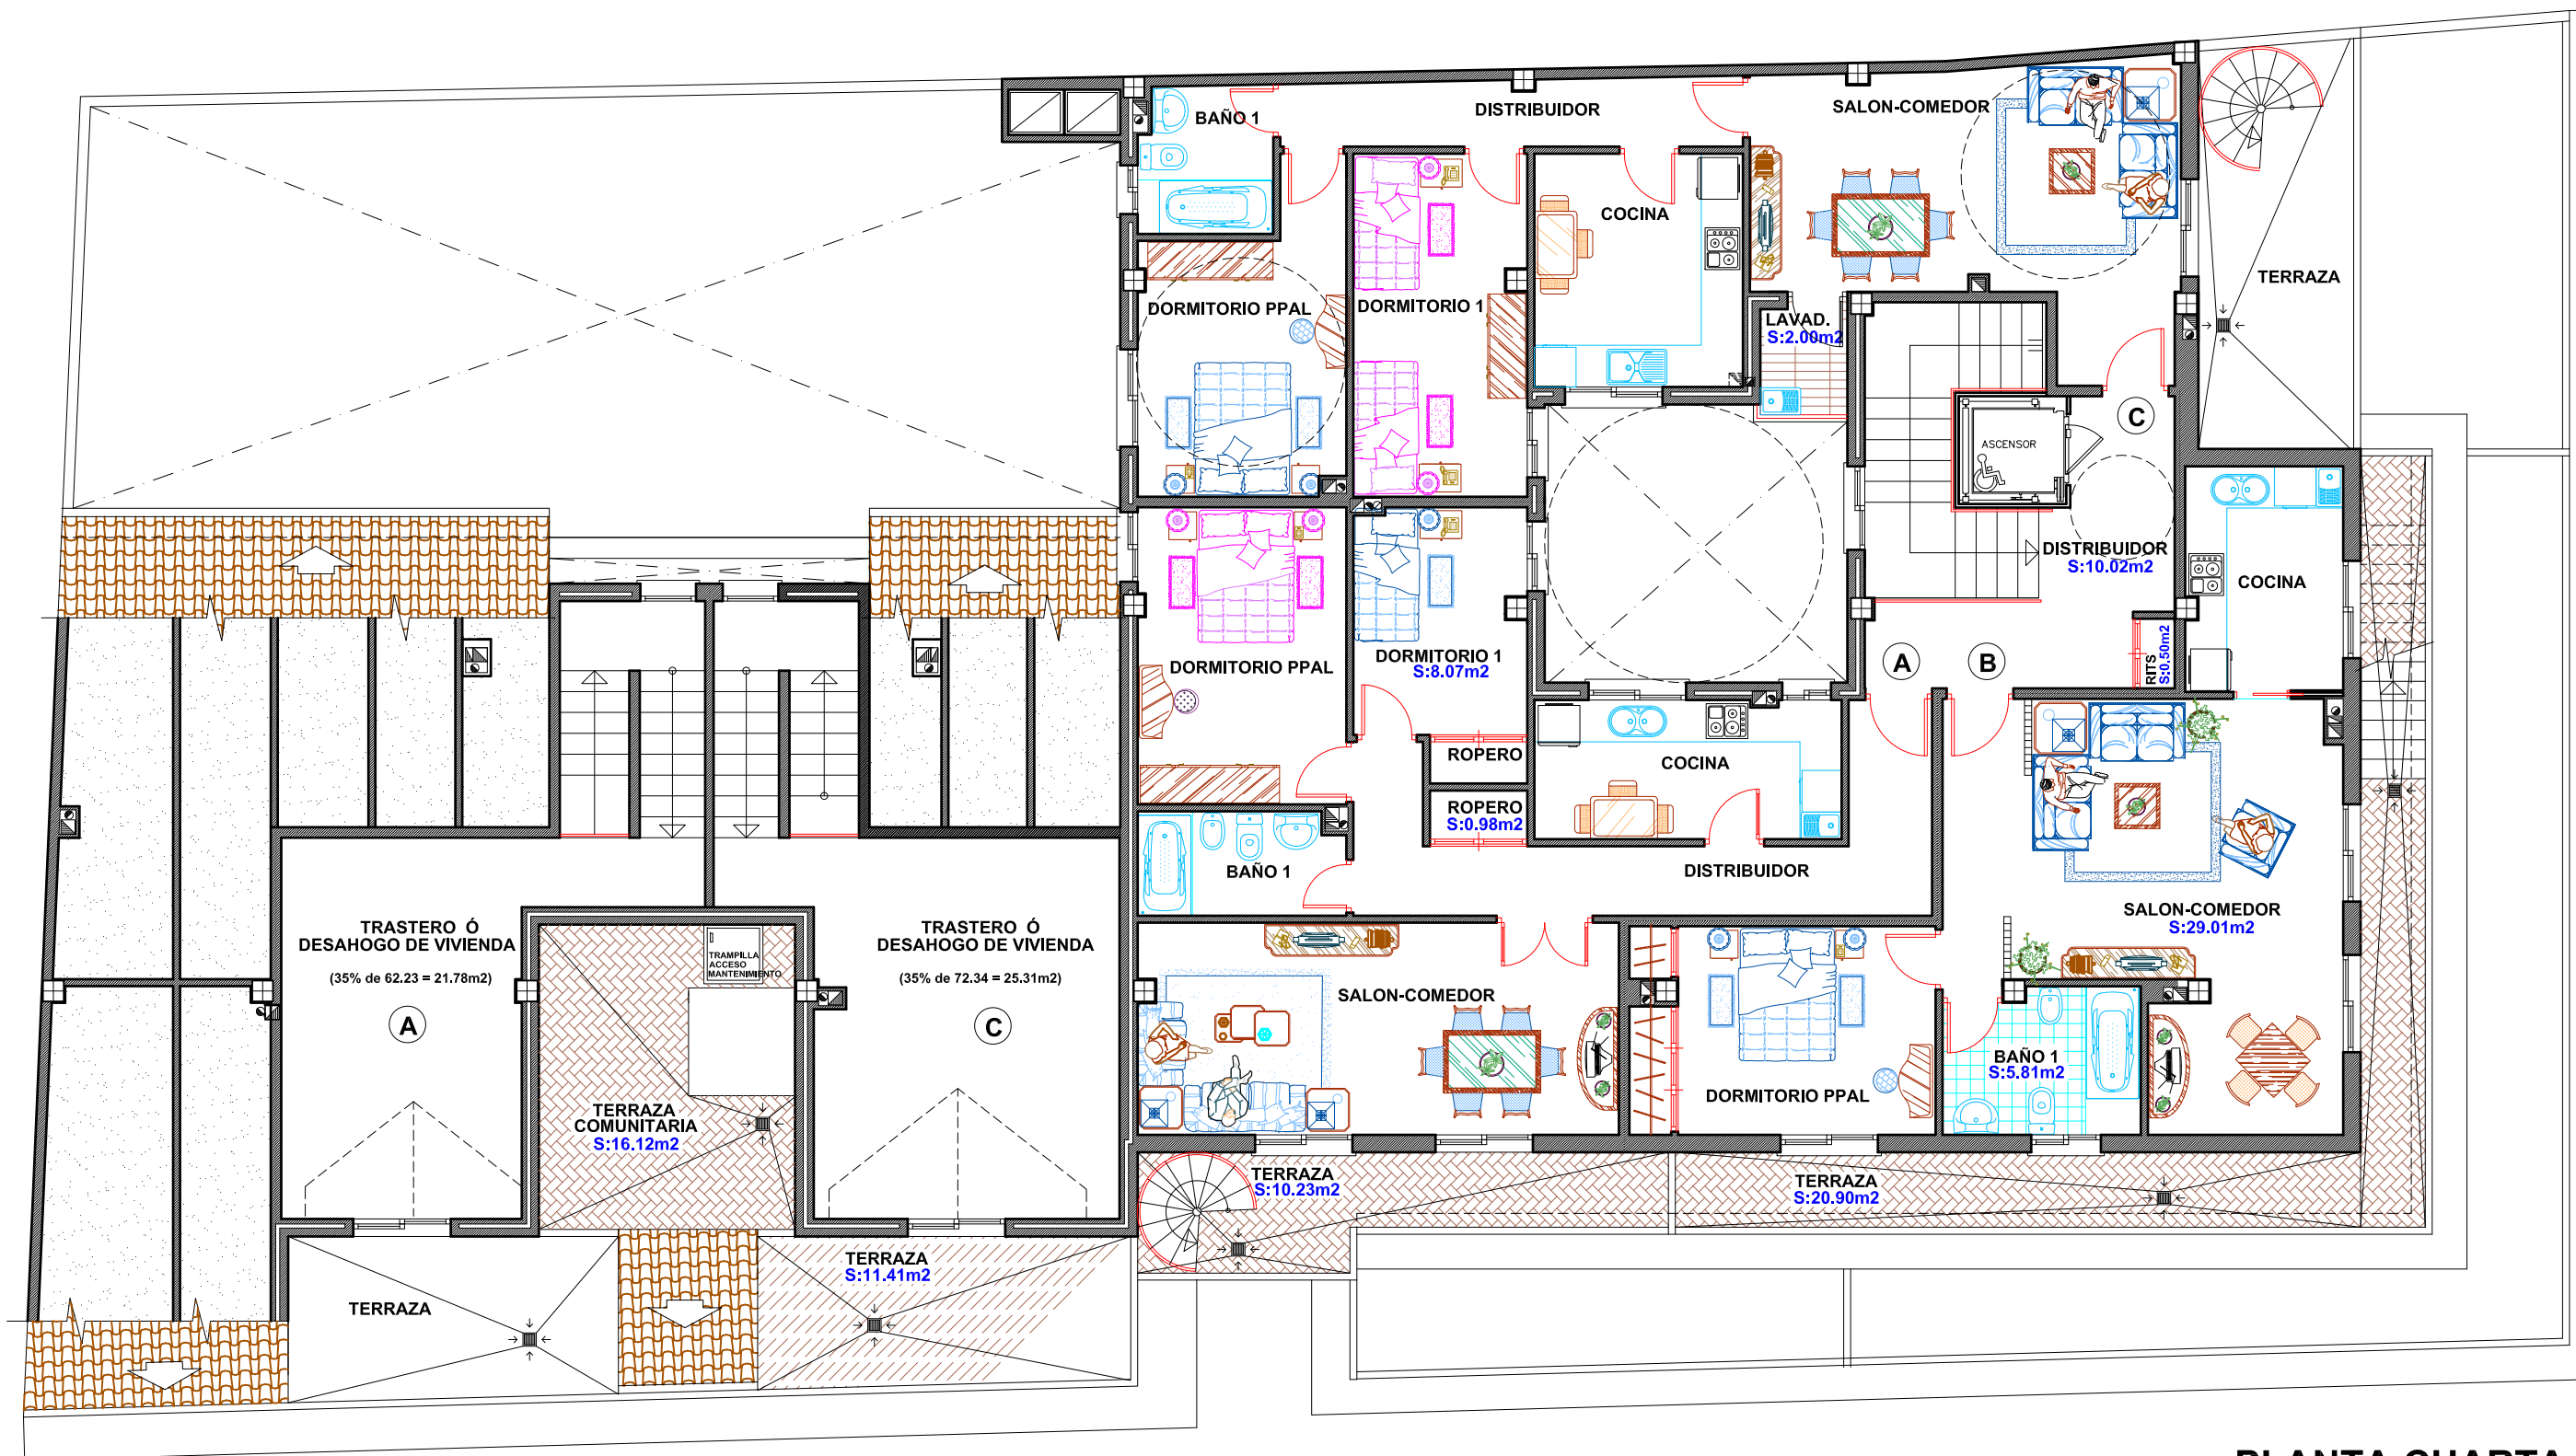 BAÑO 1
DISTRIBUIDOR
SALON-COMEDOR
COCINA
TERRAZA
DORMITORIO PPAL
DORMITORIO 1
LAVAD.
S:2.00m2
C
ASCENSOR
DISTRIBUIDOR
S:10.02m2
COCINA
DORMITORIO PPAL
DORMITORIO 1
S:8.07m2
A
B
RITS
S:0.50m2
ROPERO
ROPERO
S:0.98m2
COCINA
BAÑO 1
DISTRIBUIDOR
SALON-COMEDOR
S:29.01m2
TRASTERO Ó
DESAHOGO DE VIVIENDA
(35% de 62.23 = 21.78m2)
A
TRAMPILLA
ACCESO
MANTENIMIENTO
TRASTERO Ó
DESAHOGO DE VIVIENDA
(35% de 72.34 = 25.31m2)
C
SALON-COMEDOR
DORMITORIO PPAL
BAÑO 1
S:5.81m2
TERRAZA
COMUNITARIA
S:16.12m2
TERRAZA
S:10.23m2
TERRAZA
S:20.90m2
TERRAZA
S:11.41m2
TERRAZA
PLANTA CUARTA